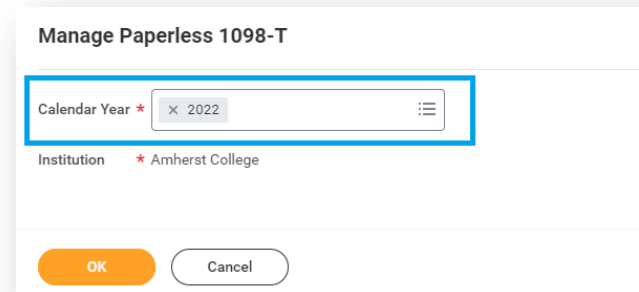 Manage Paperless 1098-T
Calendar Year * × 2022
Institution * Amherst College
OK Cancel